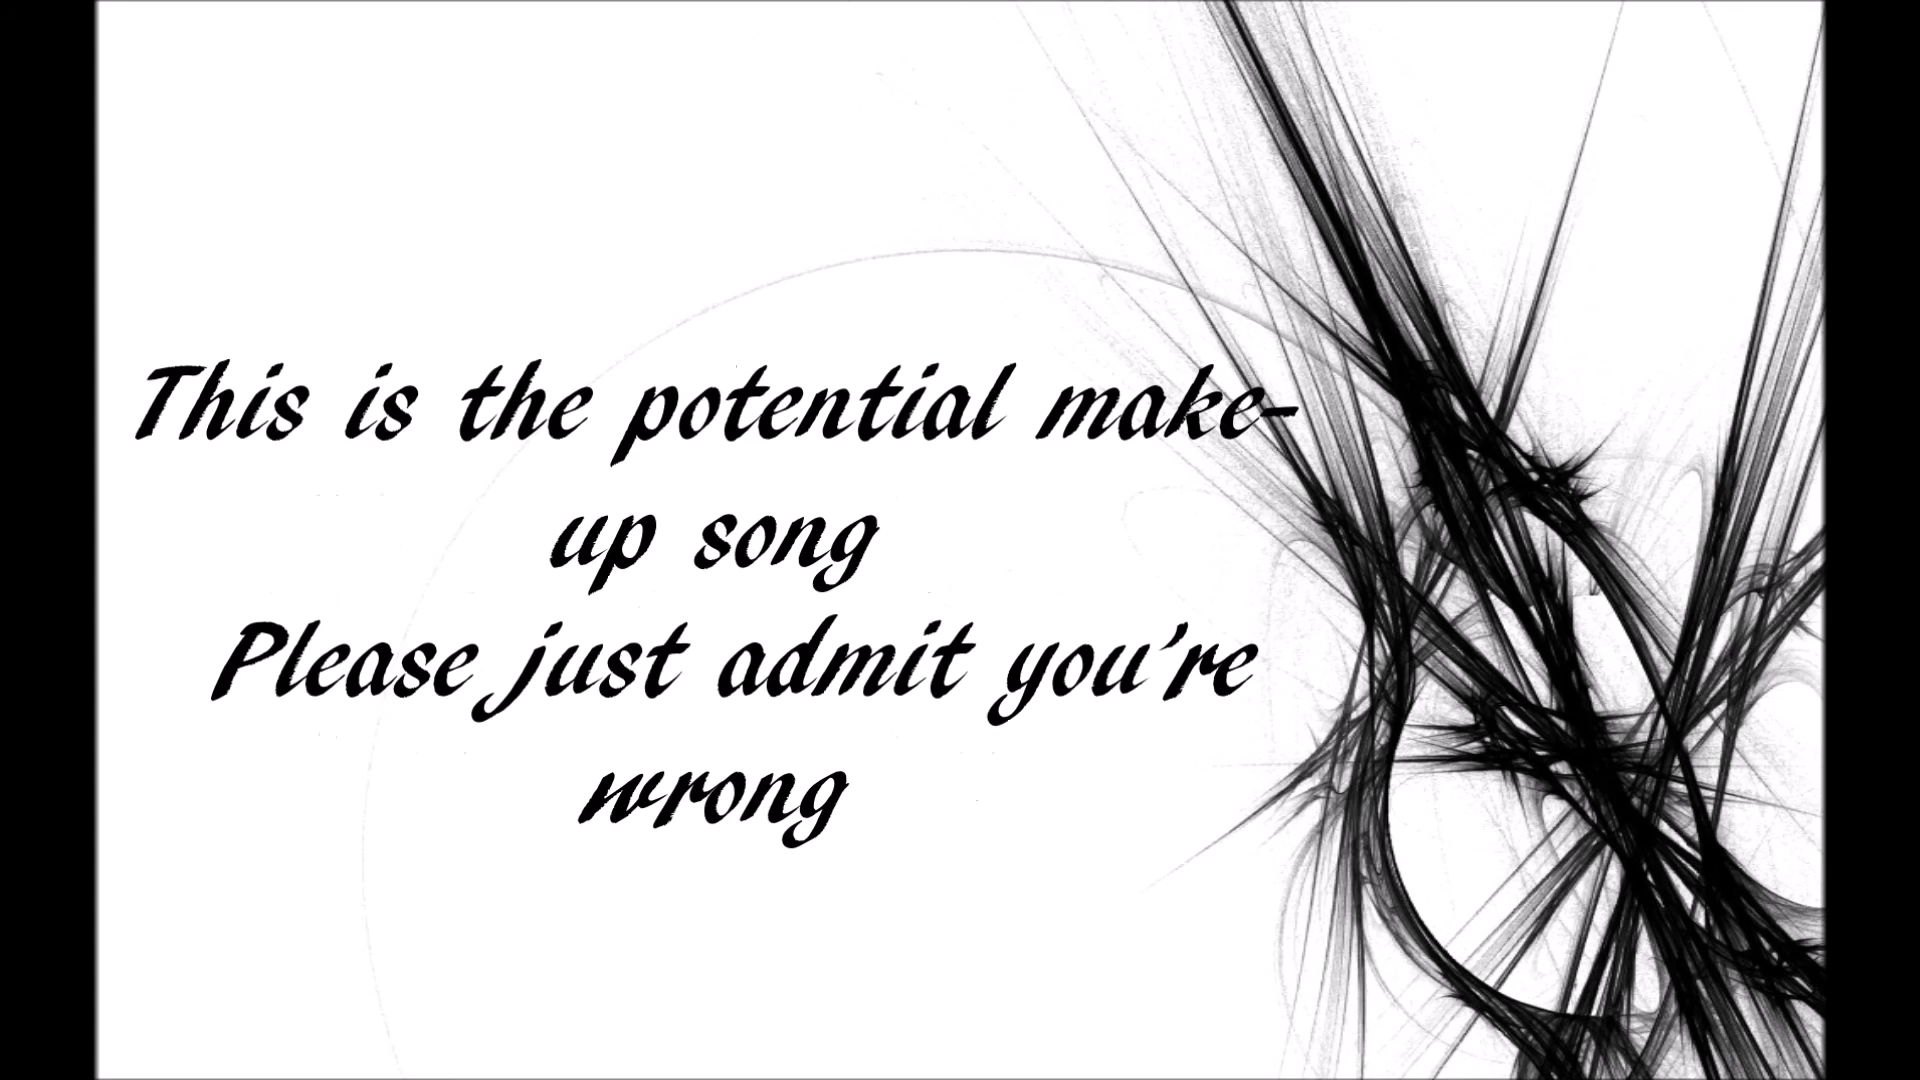 This is the potential make-
up song
Please just admit you're
wrong